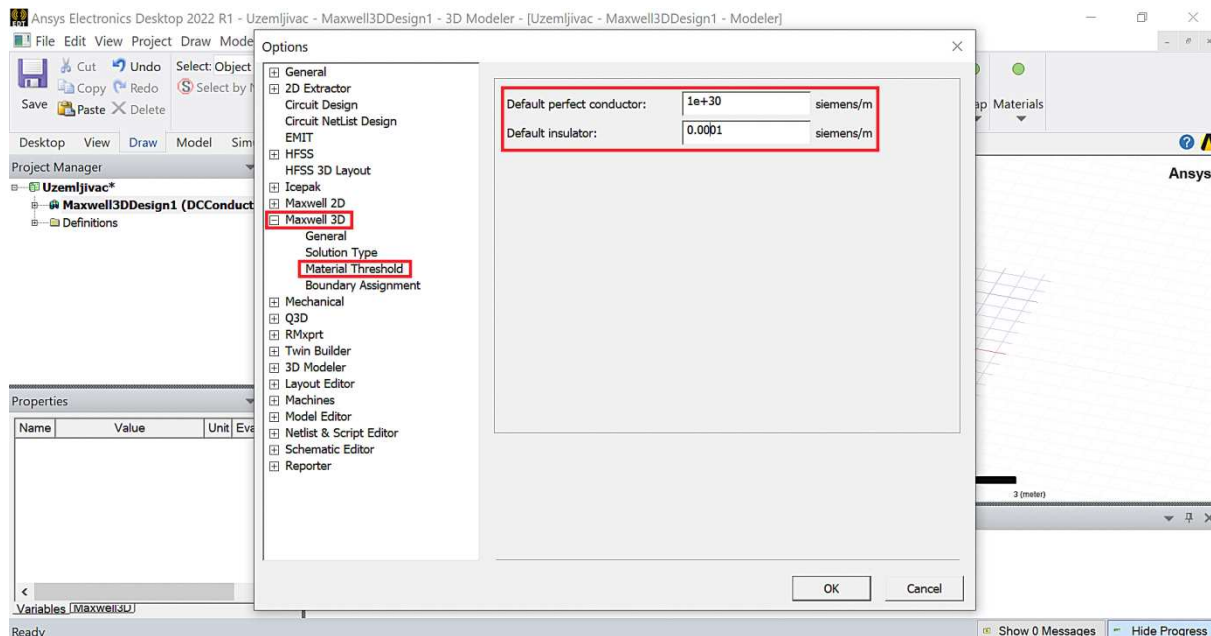 Ansys Electronics Desktop 2022 R1 - Uzemljivac - Maxwell3DDesign1 - 3D Modeler - [Uzemljivac - Maxwell3DDesign1 - Modeler]
File Edit View Project Draw Mode
Options
Cut Undo Select: Object
Copy Redo Select by
Save Paste Delete
ap Materials
Desktop View Draw Model Sim
Project Manager
Uzemljivac*
Maxwell3DDesign1 (DCConduct
Definitions
General
2D Extractor
Circuit Design
Circuit NetList Design
EMIT
HFSS
HFSS 3D Layout
Icepak
Maxwell 2D
Maxwell 3D
General
Solution Type
Material Threshold
Boundary Assignment
Mechanical
Q3D
RMxprt
Twin Builder
3D Modeler
Layout Editor
Machines
Model Editor
Netlist & Script Editor
Schematic Editor
Reporter
Default perfect conductor: 1e+30 siemens/m
Default insulator: 0.0001 siemens/m
OK Cancel
Ansys
3 (meter)
Properties
Name Value Unit Eva
Variables Maxwell3D
Ready
Show 0 Messages Hide Progress